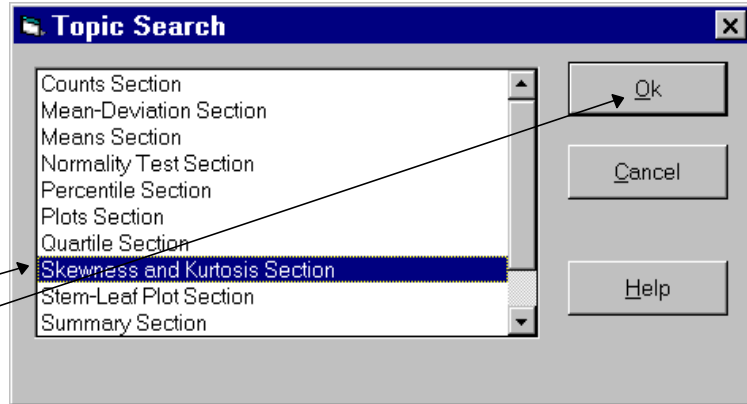 Topic Search
Counts Section
Mean-Deviation Section
Means Section
Normality Test Section
Percentile Section
Plots Section
Quartile Section
Skewness and Kurtosis Section
Stem-Leaf Plot Section
Summary Section
Ok
Cancel
Help